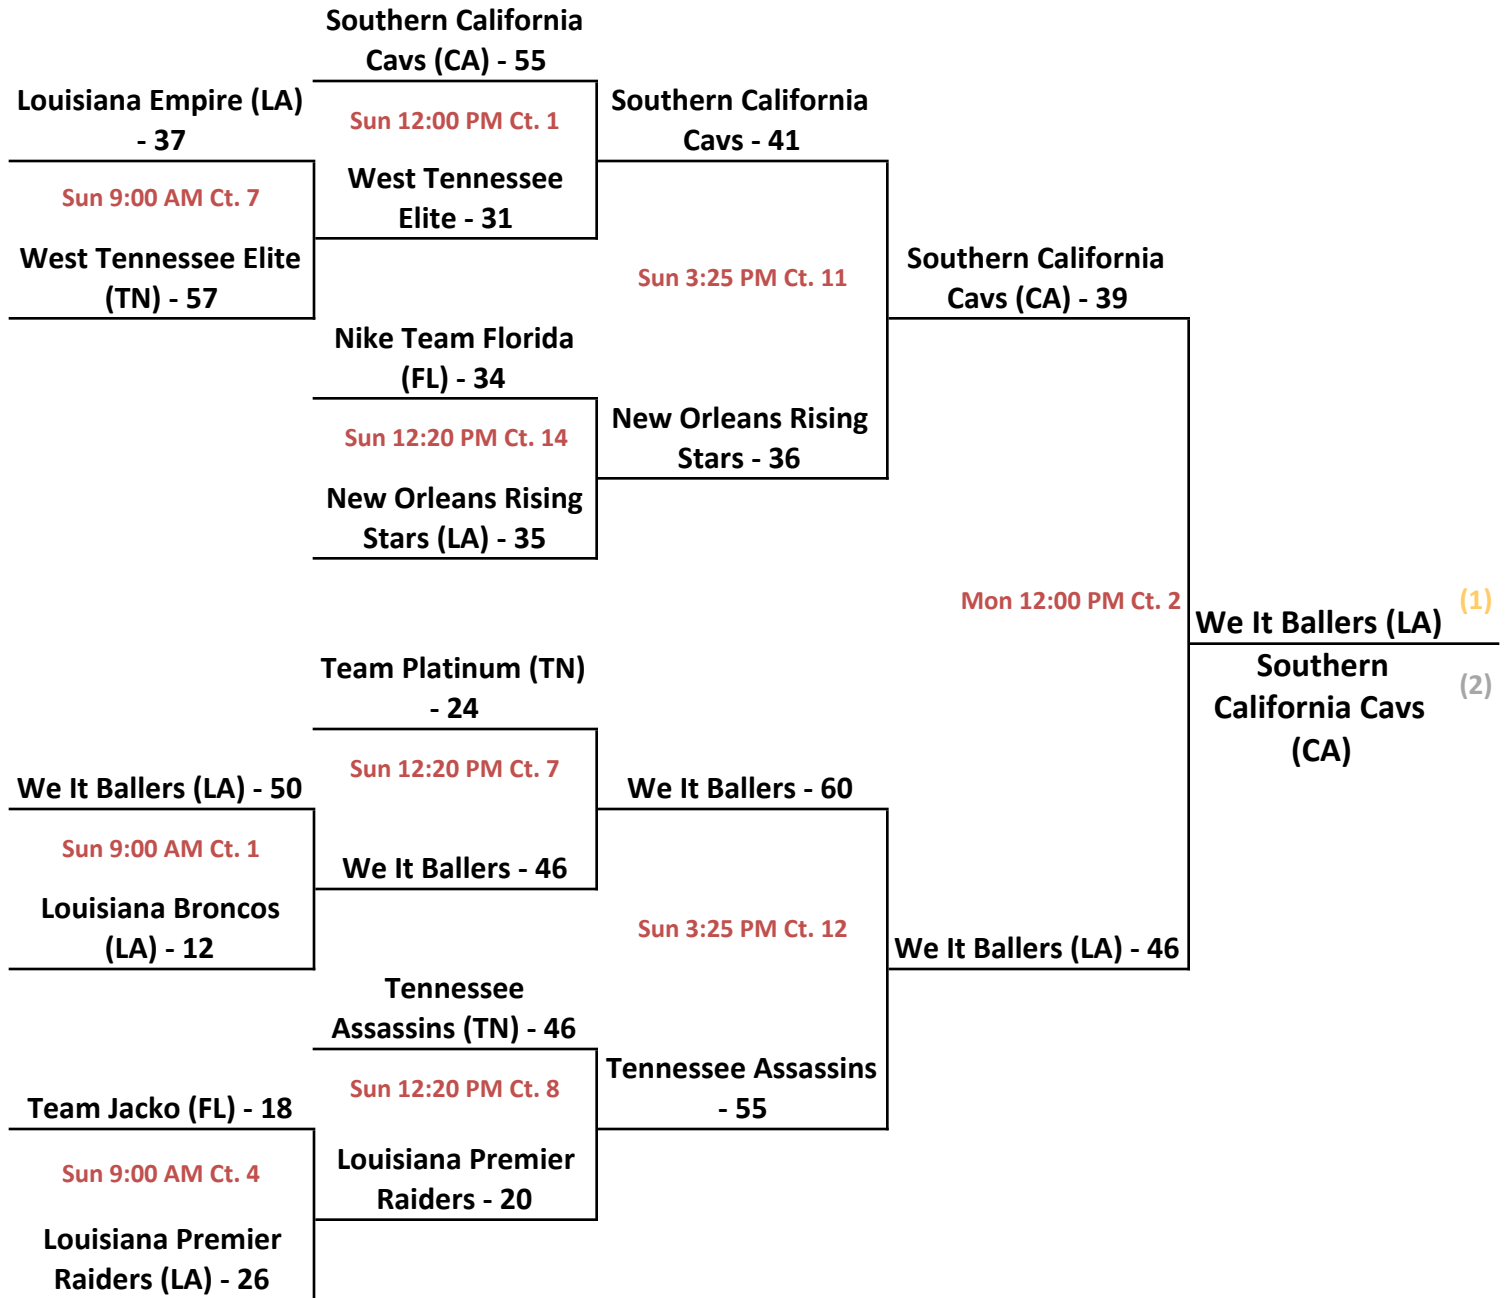 Southern California
Cavs (CA) - 55
Louisiana Empire (LA)
- 37
Sun 12:00 PM Ct. 1
Southern California
Cavs - 41
Sun 9:00 AM Ct. 7
West Tennessee
Elite - 31
West Tennessee Elite
(TN) - 57
Sun 3:25 PM Ct. 11
Southern California
Cavs (CA) - 39
Nike Team Florida
(FL) - 34
Sun 12:20 PM Ct. 14
New Orleans Rising
Stars - 36
New Orleans Rising
Stars (LA) - 35
Mon 12:00 PM Ct. 2
We It Ballers (LA)
(1)
Southern
California Cavs
(CA)
(2)
Team Platinum (TN)
- 24
Sun 12:20 PM Ct. 7
We It Ballers (LA) - 50
We It Ballers - 60
Sun 9:00 AM Ct. 1
We It Ballers - 46
Louisiana Broncos
(LA) - 12
Sun 3:25 PM Ct. 12
We It Ballers (LA) - 46
Tennessee
Assassins (TN) - 46
Sun 12:20 PM Ct. 8
Tennessee Assassins
- 55
Team Jacko (FL) - 18
Sun 9:00 AM Ct. 4
Louisiana Premier
Raiders - 20
Louisiana Premier
Raiders (LA) - 26